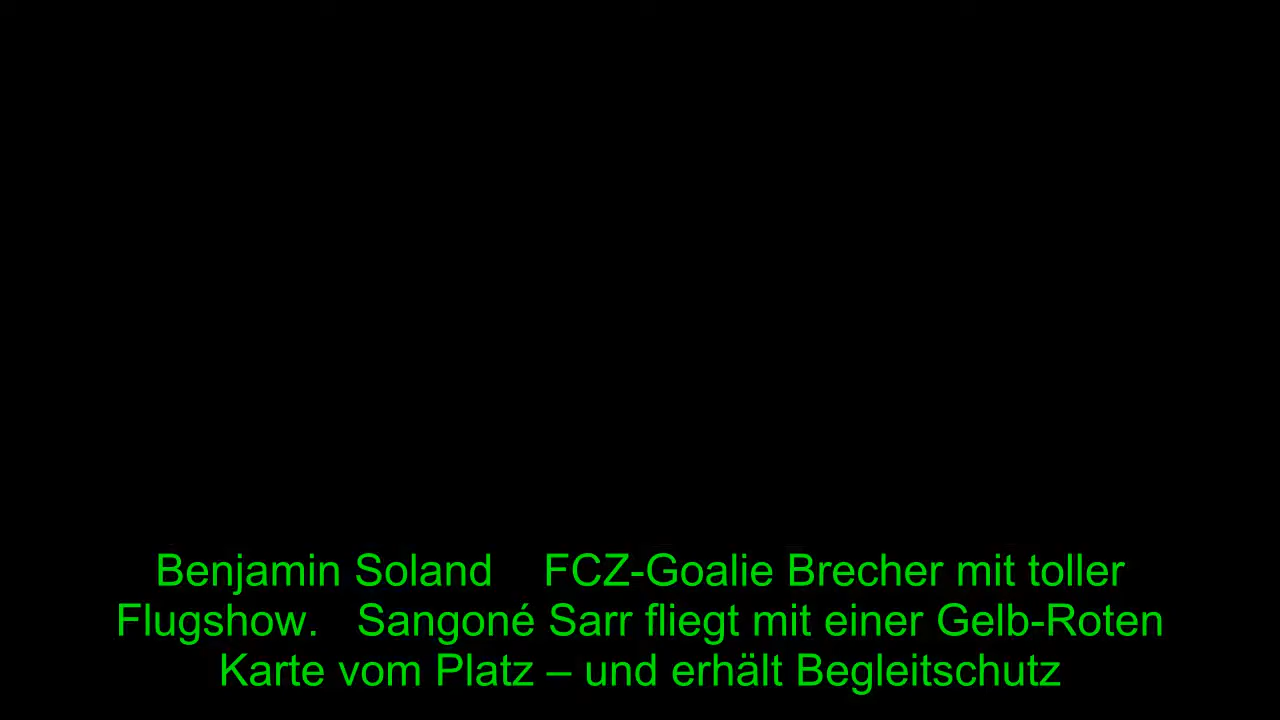 Benjamin Soland    FCZ-Goalie Brecher mit toller
Flugshow.   Sangoné Sarr fliegt mit einer Gelb-Roten
Karte vom Platz – und erhält Begleitschutz